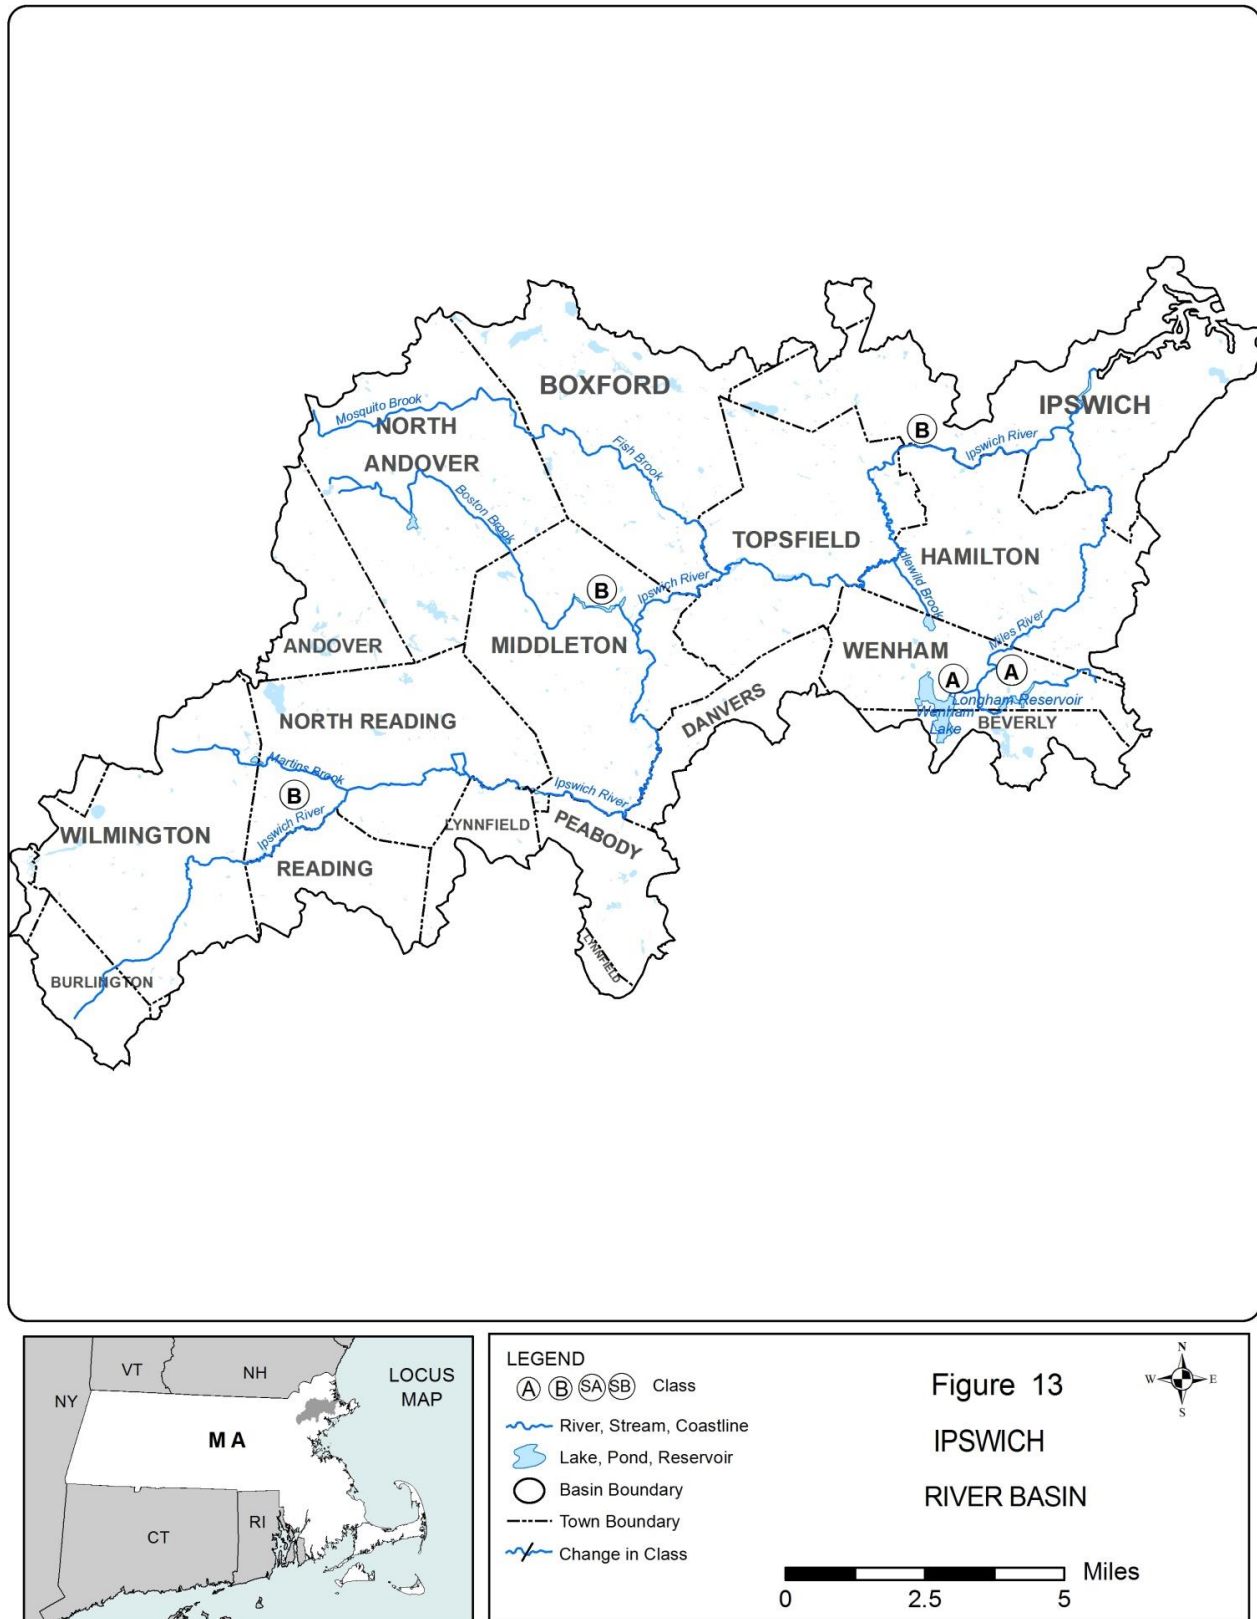 BOXFORD
IPSWICH
Mosquito Brook
NORTH
ANDOVER
B
Ipswich River
Fish Brook
Boston Brook
TOPSFIELD
HAMILTON
Idlewild Brook
B
Ipswich River
ANDOVER
MIDDLETON
WENHAM
Miles River
A
A
Longham Reservoir
Wenham
Lake
BEVERLY
DANVERS
NORTH READING
Martins Brook
B
Ipswich River
Ipswich River
WILMINGTON
LYNNFIELD
PEABODY
READING
LYNNFIELD
BURLINGTON
VT
NH
NY
LOCUS
MAP
MA
CT
RI
LEGEND
A B SA SB Class
River, Stream, Coastline
Lake, Pond, Reservoir
Basin Boundary
Town Boundary
Change in Class
Figure 13
IPSWICH
RIVER BASIN
N
W E
S
Miles
0 2.5 5